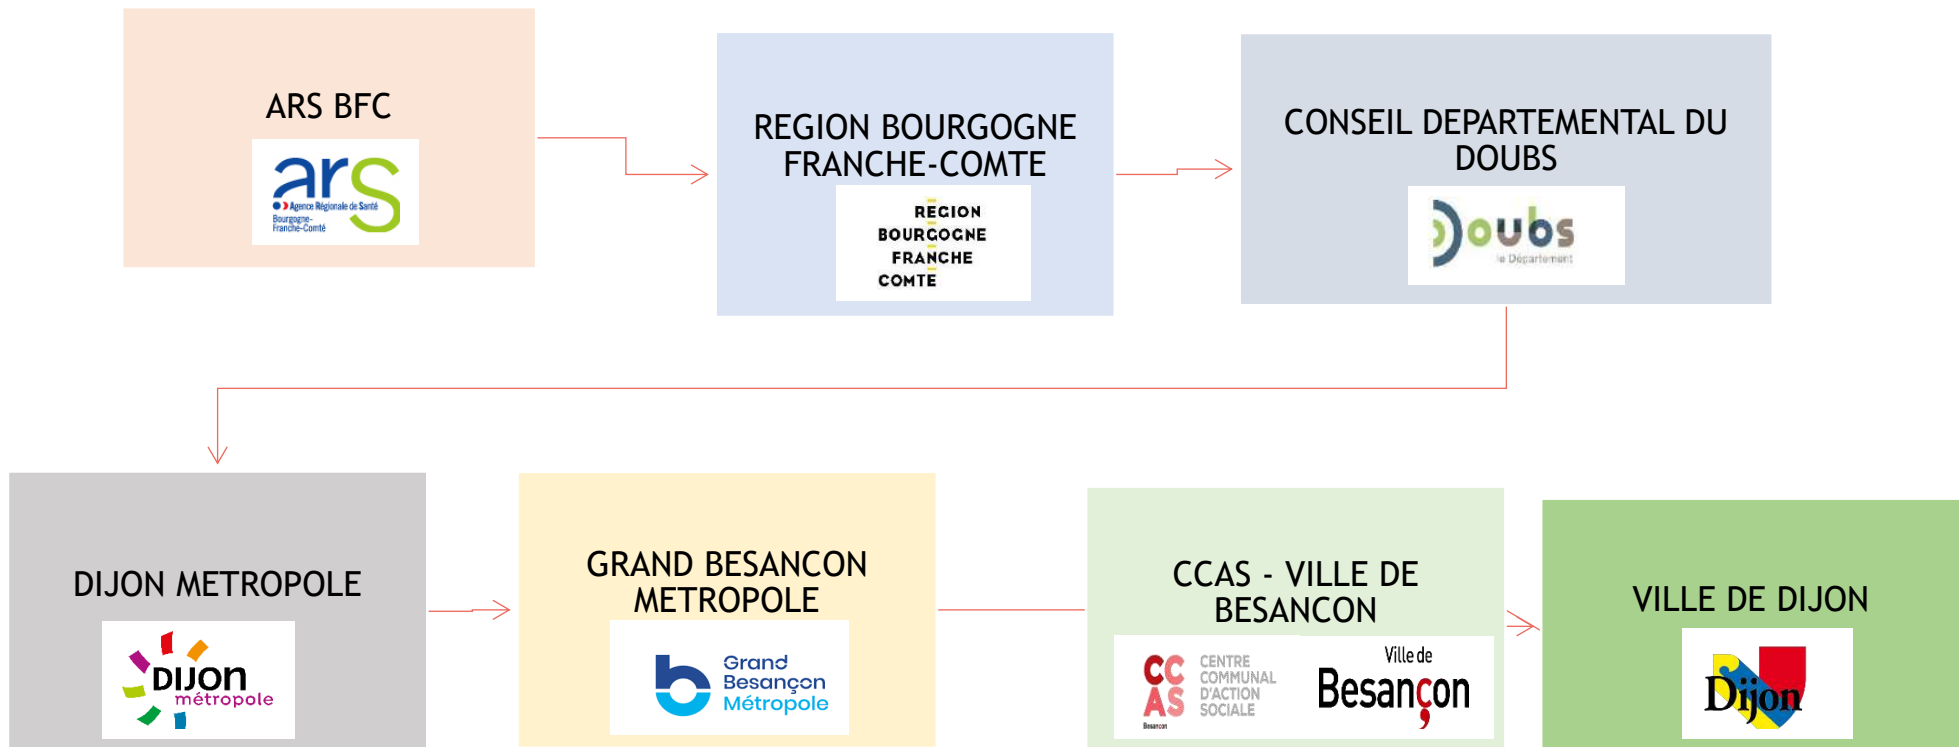 ARS BFC
ars
Agence Régionale de Santé
Bourgogne-
Franche-Comté
REGION BOURGOGNE
FRANCHE-COMTE
REGION
BOURGOGNE
FRANCHE
COMTE
CONSEIL DEPARTEMENTAL DU
DOUBS
Doubs
le Département
DIJON METROPOLE
DIJON
métropole
GRAND BESANCON
METROPOLE
Grand
Besançon
Métropole
CCAS - VILLE DE
BESANCON
CC
AS
Besancon
CENTRE
COMMUNAL
D'ACTION
SOCIALE
Ville de
Besançon
VILLE DE DIJON
Dijon